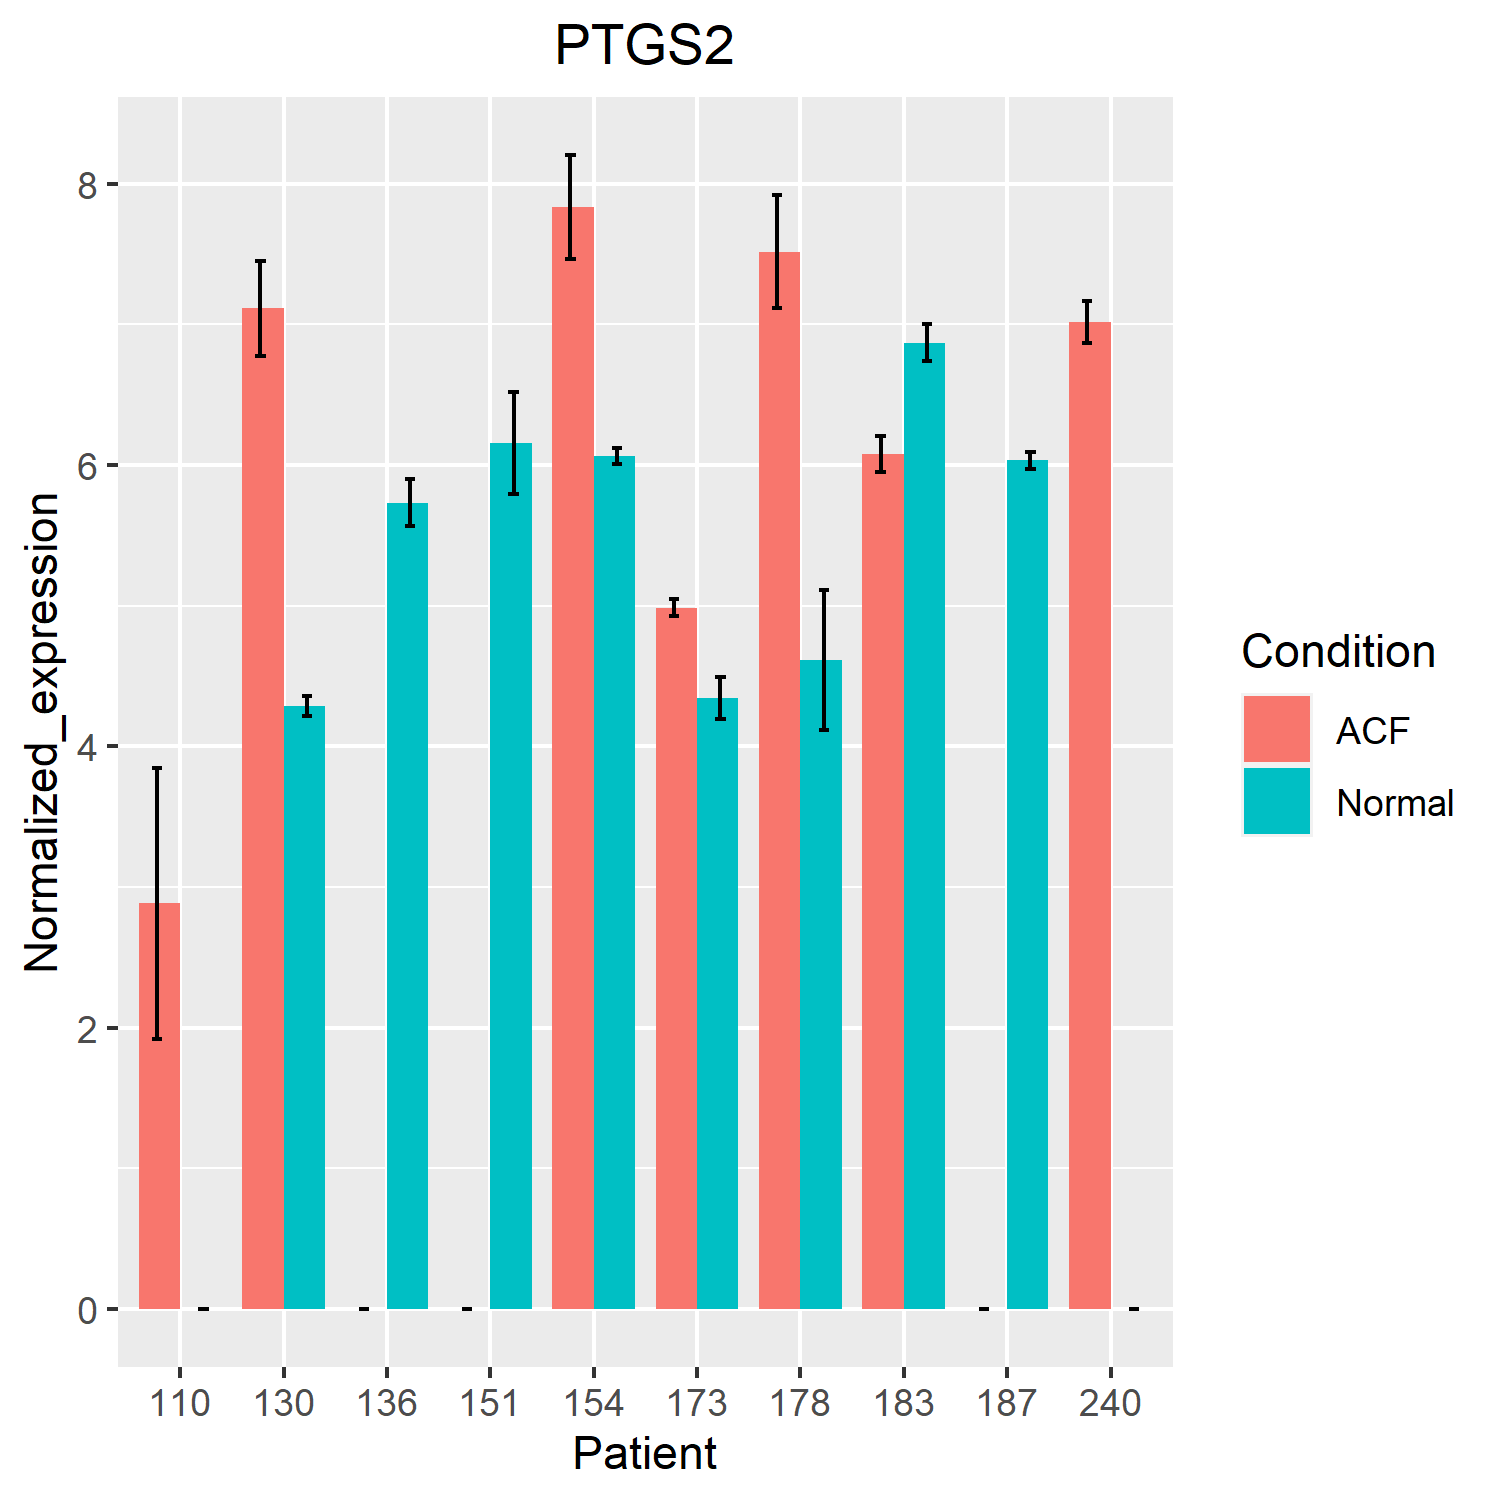 PTGS2
Normalized_expression
8
6
4
2
0
110 130 136 151 154 173 178 183 187 240
Patient
Condition
ACF
Normal